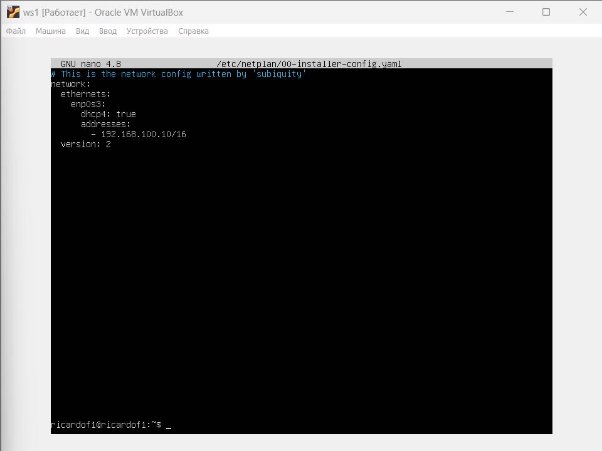 ws1 [Работает] - Oracle VM VirtualBox
Файл Машина Вид Ввод Устройства Справка
GNU nano 4.8 /etc/netplan/00-installer-config.yaml
# This is the network config written by 'subiquity'
network:
  ethernets:
    enp0s3:
      dhcp4: true
      addresses:
        - 192.168.100.10/16
  version: 2
ricardof1@ricardof1:~$ _